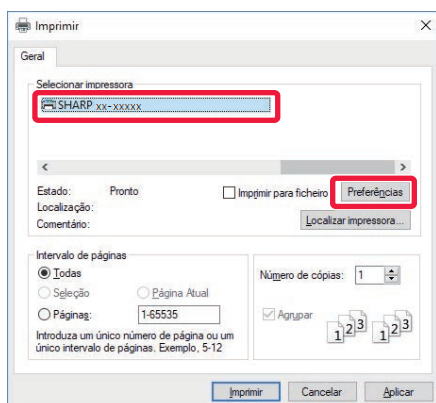 Imprimir
Geral
Selecionar impressora
SHARP xx-xxxxx
Estado: Pronto
Imprimir para ficheiro
Preferências
Localização:
Comentário:
Localizar impressora...
Intervalo de páginas
Todas
Seleção
Página Atual
Páginas:
1-65535
Introduza um único número de página ou um
único intervalo de páginas. Exemplo, 5-12
Número de cópias: 1
Agrupar
1 2 3 1 2 3
Imprimir
Cancelar
Aplicar